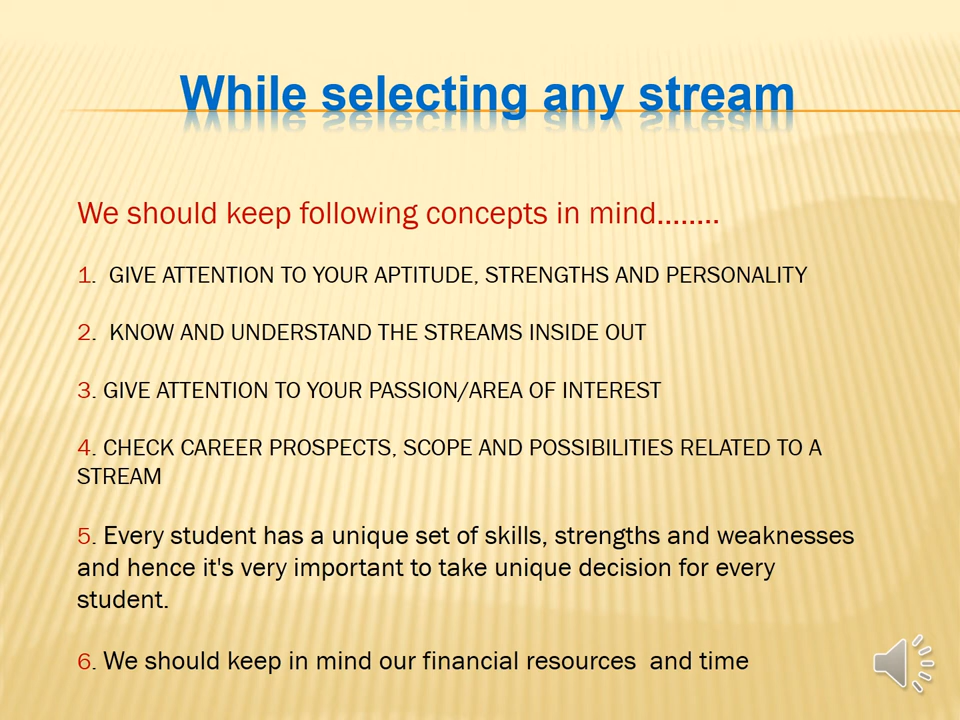 While selecting any stream
We should keep following concepts in mind........
1. GIVE ATTENTION TO YOUR APTITUDE, STRENGTHS AND PERSONALITY
2. KNOW AND UNDERSTAND THE STREAMS INSIDE OUT
3. GIVE ATTENTION TO YOUR PASSION/AREA OF INTEREST
4. CHECK CAREER PROSPECTS, SCOPE AND POSSIBILITIES RELATED TO A
STREAM
5. Every student has a unique set of skills, strengths and weaknesses
and hence it's very important to take unique decision for every
student.
6. We should keep in mind our financial resources  and time